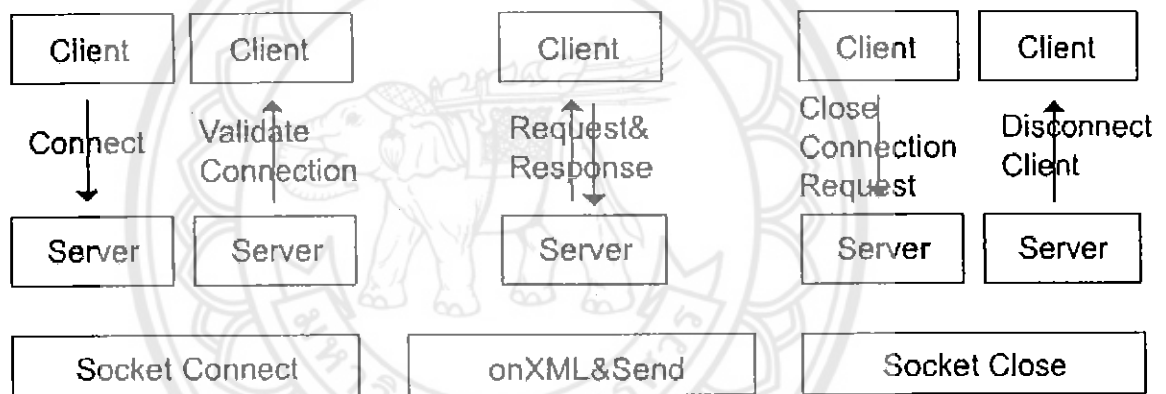 Client Client Client Client Client
Connect
Validate
Connection
Request&
Response
Close
Connection
Request
Disconnect
Client
Server Server Server Server Server
Socket Connect onXML&Send Socket Close